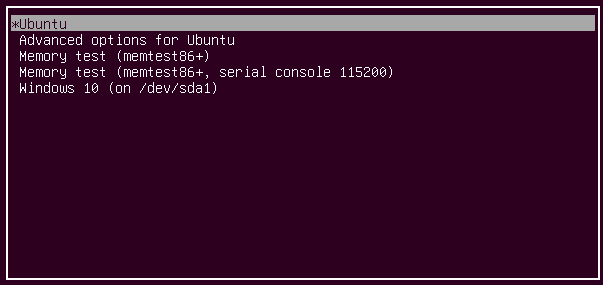 *Ubuntu
Advanced options for Ubuntu
Memory test (memtest86+)
Memory test (memtest86+, serial console 115200)
Windows 10 (on /dev/sda1)